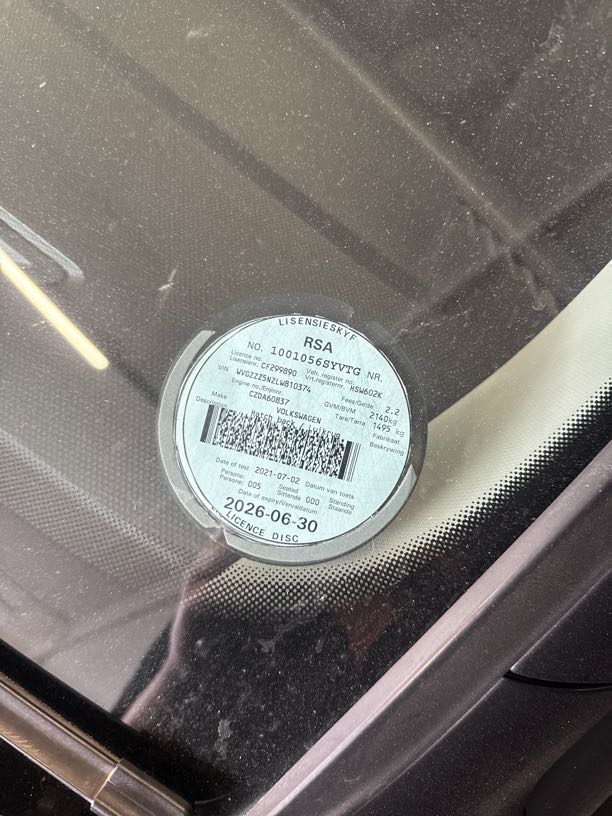 LISENSIESKYF
RSA
NO. 1001056SYVTG NR.
Licence no. Veh. register no.
Lisensienr. CFZ99890 Vrt.registernr. HSW602K
VIN WVGZZZ5NZLW810374
Engine no./Enjinnr. Fees/Gelde 2.2
CZDA60837 GVM/BVM 2140kg
Make VOLKSWAGEN Tare/Tarra 1495 kg
Description Fabrikaat
Beskrywing
Date of test 2021-07-02 Datum van toets
Persons: Seated Standing
Persone: 005 Sittende 000 Staande
Date of expiry/Vervaldatum
2026-06-30
LICENCE DISC